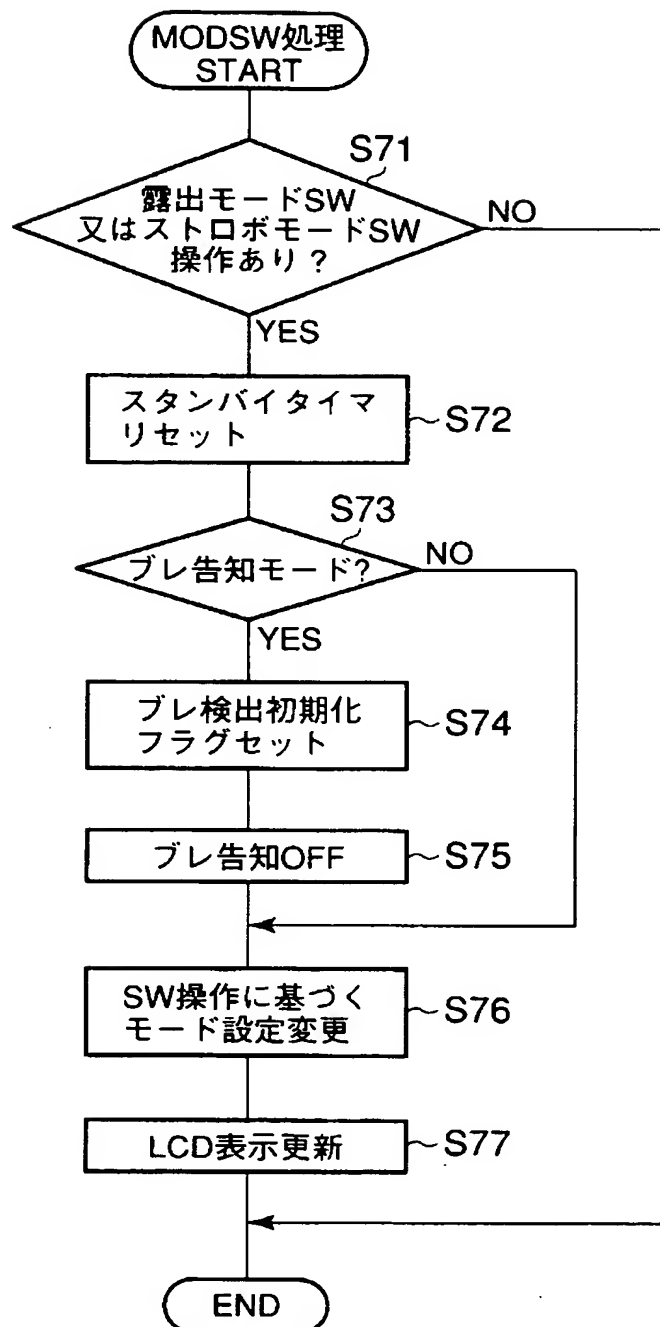 MODSW処理
START
S71
露出モードSW
又はストロボモードSW
操作あり?
NO
YES
スタンバイタイマ
リセット
S72
S73
ブレ告知モード?
NO
YES
ブレ検出初期化
フラグセット
S74
ブレ告知OFF
S75
SW操作に基づく
モード設定変更
S76
LCD表示更新
S77
END